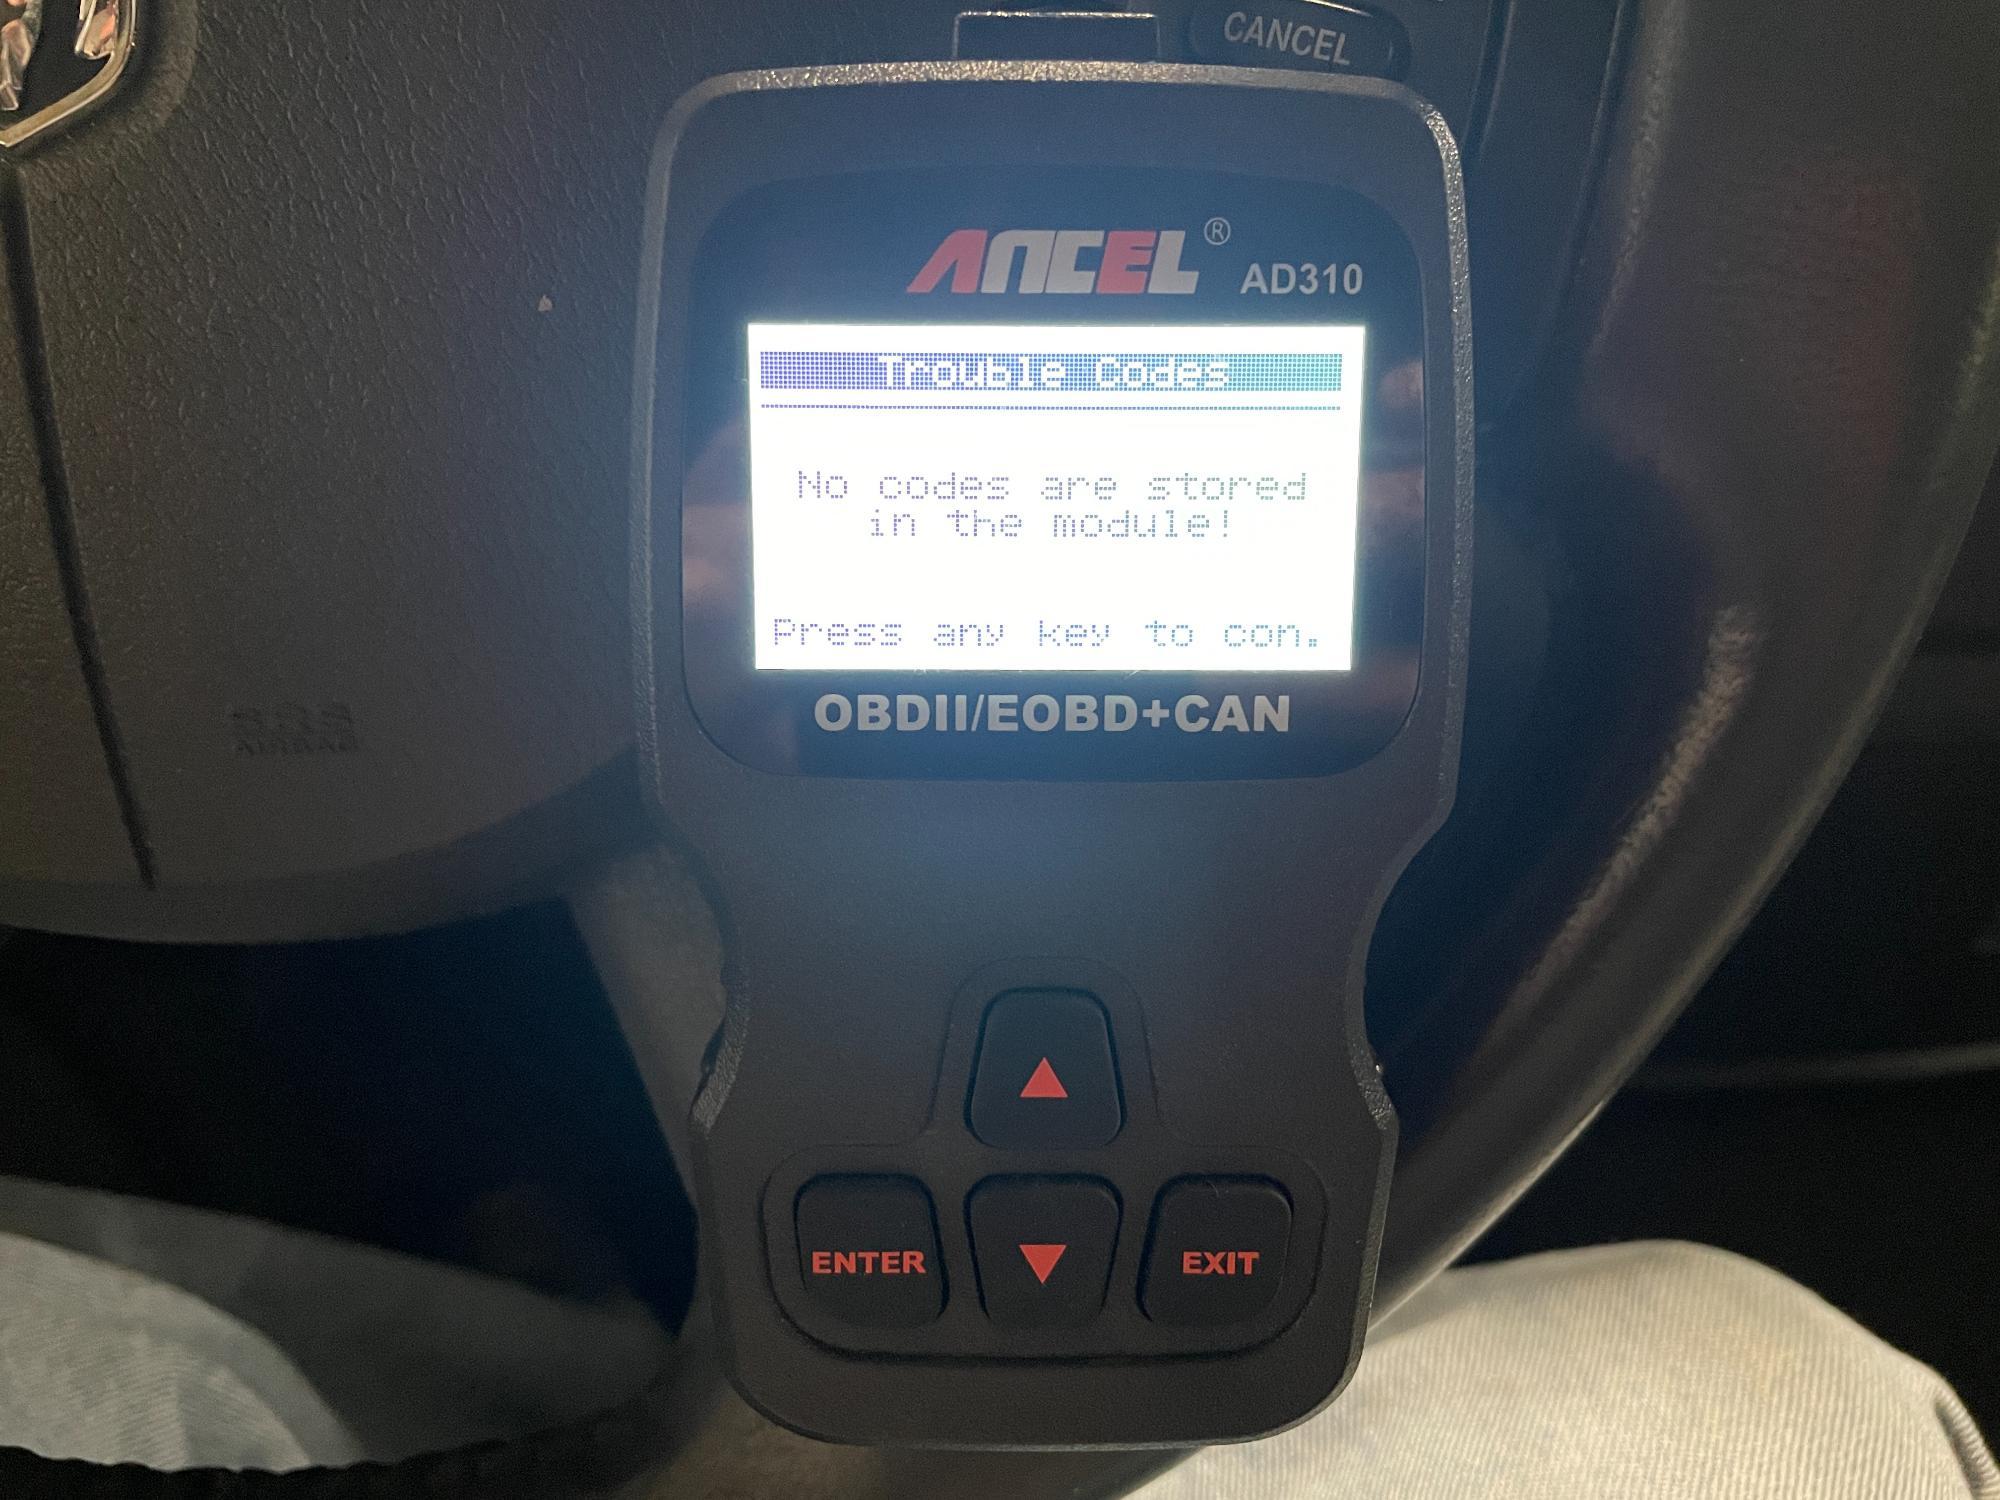 CANCEL
ANCEL®
AD310
Trouble Codes
No codes are stored
in the module!
Press any key to con.
OBDII/EOBD+CAN
ENTER
EXIT